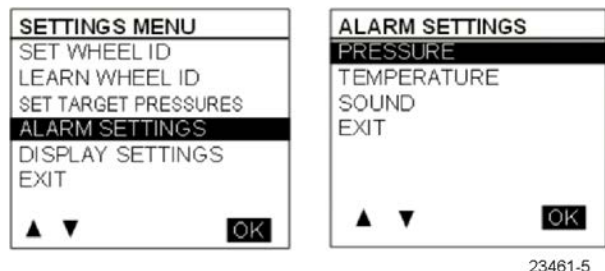 SETTINGS MENU
SET WHEEL ID
LEARN WHEEL ID
SET TARGET PRESSURES
ALARM SETTINGS
DISPLAY SETTINGS
EXIT
▲ ▼ OK
ALARM SETTINGS
PRESSURE
TEMPERATURE
SOUND
EXIT
▲ ▼ OK
23461-5